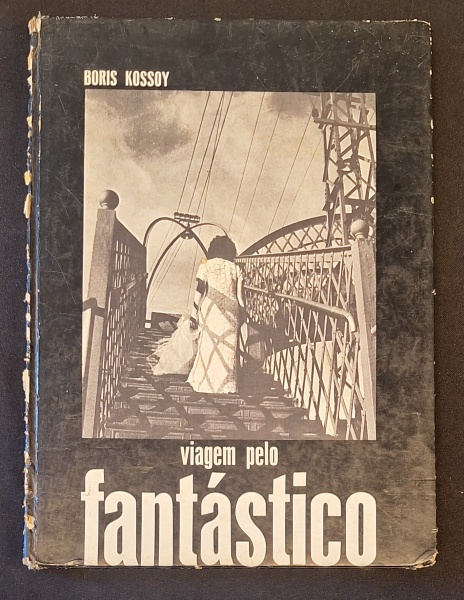 BORIS KOSSOY
viagem pelo
fantástico